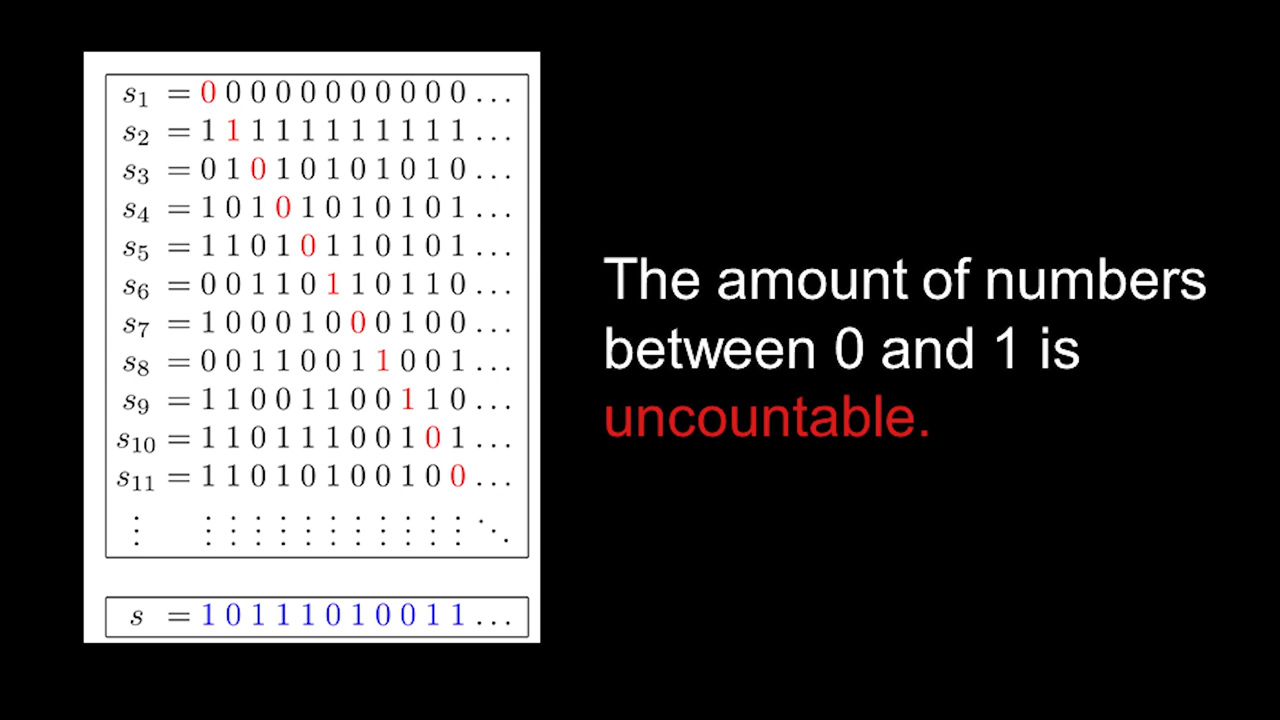 s₁ = 0 0 0 0 0 0 0 0 0 0 0 ...
s₂ = 1 1 1 1 1 1 1 1 1 1 1 ...
s₃ = 0 1 0 1 0 1 0 1 0 1 0 ...
s₄ = 1 0 1 0 1 0 1 0 1 0 1 ...
s₅ = 1 1 0 1 0 1 1 0 1 0 1 ...
s₆ = 0 0 1 1 0 1 1 0 1 1 0 ...
s₇ = 1 0 0 0 1 0 0 0 1 0 0 ...
s₈ = 0 0 1 1 0 0 1 1 0 0 1 ...
s₉ = 1 1 0 0 1 1 0 0 1 1 0 ...
s₁₀ = 1 1 0 1 1 1 0 0 1 0 1 ...
s₁₁ = 1 1 0 1 0 1 0 0 1 0 0 ...
⋮ ⋮ ⋮ ⋮ ⋮ ⋮ ⋮ ⋮ ⋮ ⋮ ⋮ ⋮ ⋱
s = 1 0 1 1 1 0 1 0 0 1 1 ...
The amount of numbers
between 0 and 1 is
uncountable.